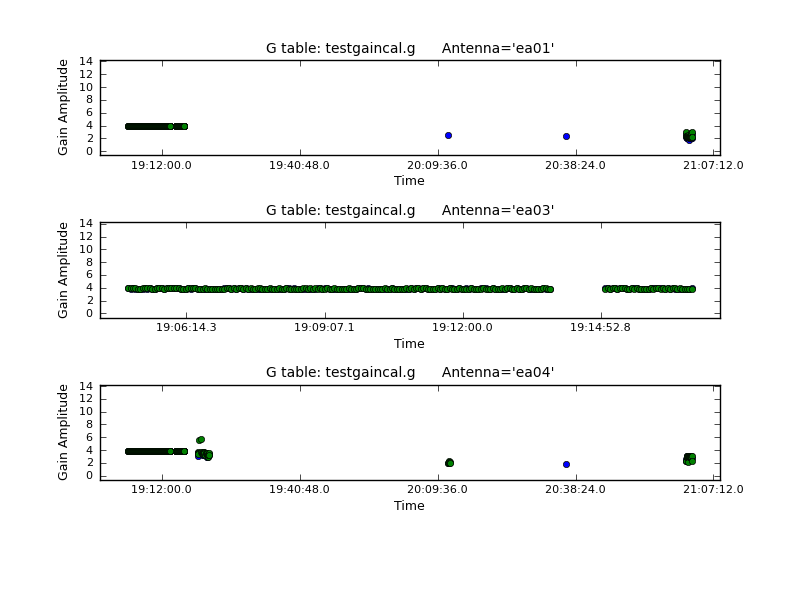 G table: testgaincal.g Antenna='ea01'
14
12
10
8
6
4
2
0
Gain Amplitude
19:12:00.0 19:40:48.0 20:09:36.0 20:38:24.0 21:07:12.0
Time
G table: testgaincal.g Antenna='ea03'
14
12
10
8
6
4
2
0
Gain Amplitude
19:06:14.3 19:09:07.1 19:12:00.0 19:14:52.8
Time
G table: testgaincal.g Antenna='ea04'
14
12
10
8
6
4
2
0
Gain Amplitude
19:12:00.0 19:40:48.0 20:09:36.0 20:38:24.0 21:07:12.0
Time